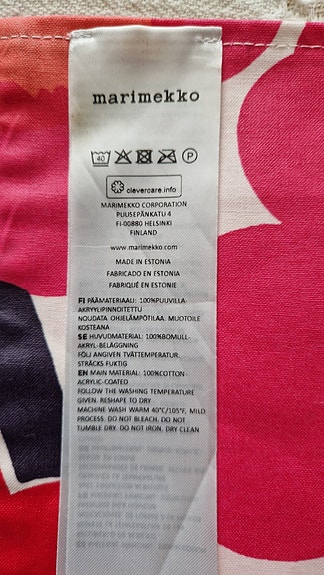 marimekko
40 P
clevercare.info
MARIMEKKO CORPORATION
PUUSEPÄNKATU 4
FI-00880 HELSINKI
FINLAND
www.marimekko.com
MADE IN ESTONIA
FABRICADO EN ESTONIA
FABRIQUÉ EN ESTONIE
FI PÄÄMATERIAALI: 100%PUUVILLA-
AKRYYLIPINNDITETTU
NOUDATA OHJELÄMPÖTILAA. MUOTOILE
KOSTEANA
SE HUVUDMATERIAL: 100%BOMULL-
AKRYL-BELÄGGNING
FÖLJ ANGIVEN TVÄTTEMPERATUR.
STRÄCKS FUKTIG
EN MAIN MATERIAL: 100%COTTON-
ACRYLIC-COATED
FOLLOW THE WASHING TEMPERATURE
GIVEN. RESHAPE TO DRY
MACHINE WASH WARM 40°C/105°F, MILD
PROCESS. DO NOT BLEACH. DO NOT
TUMBLE DRY. DO NOT IRON. DRY CLEAN